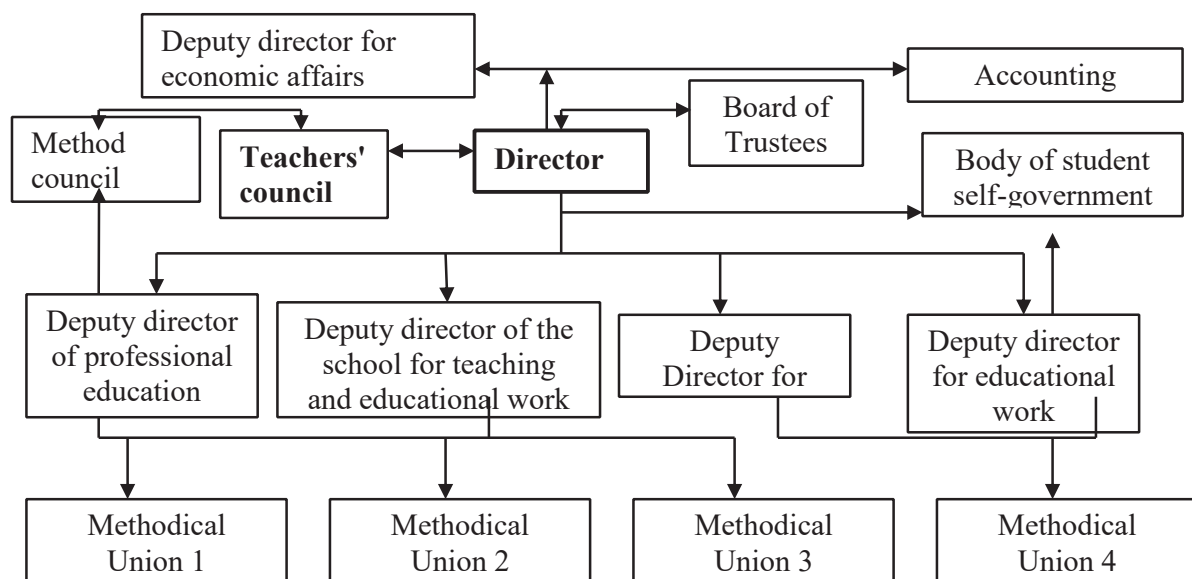 Deputy director for
economic affairs
Accounting
Board of
Trustees
Method
council
Teachers'
council
Director
Body of student
self-government
Deputy director
of professional
education
Deputy director of the
school for teaching
and educational work
Deputy
Director for
Deputy director
for educational
work
Methodical
Union 1
Methodical
Union 2
Methodical
Union 3
Methodical
Union 4